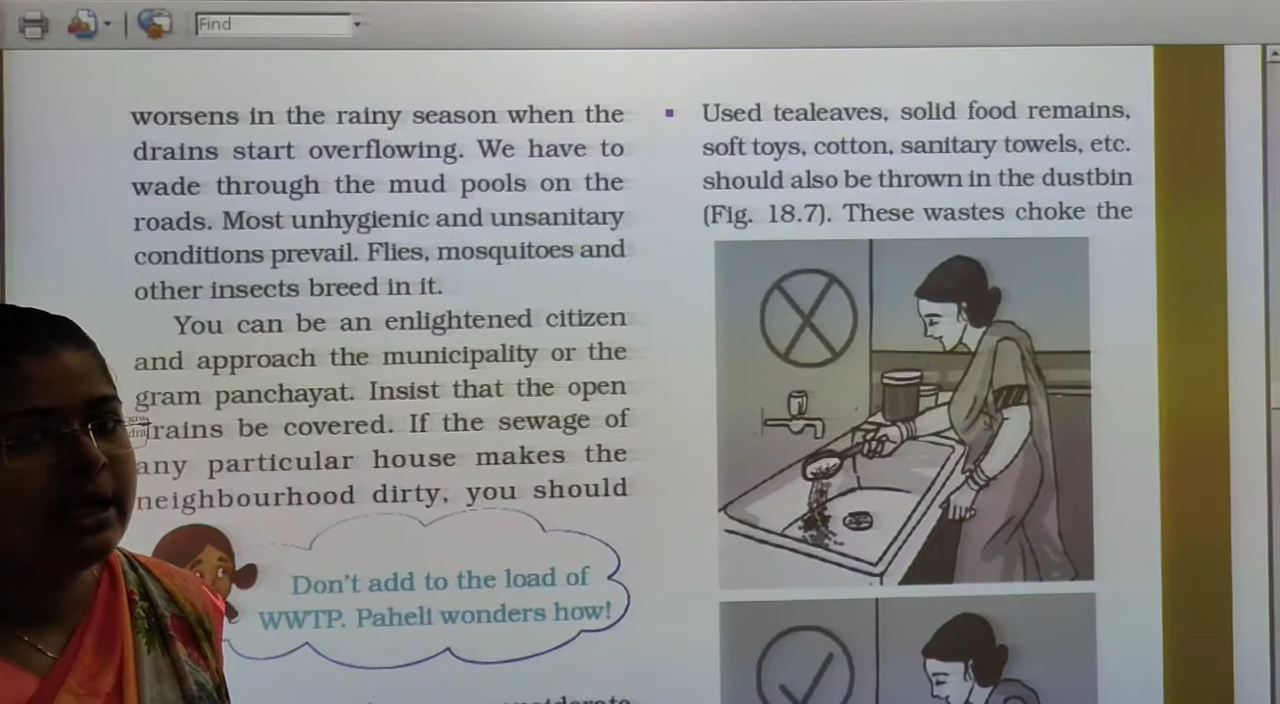 Find
worsens in the rainy season when the
drains start overflowing. We have to
wade through the mud pools on the
roads. Most unhygienic and unsanitary
conditions prevail. Flies, mosquitoes and
other insects breed in it.
You can be an enlightened citizen
and approach the municipality or the
gram panchayat. Insist that the open
drains be covered. If the sewage of
any particular house makes the
neighbourhood dirty, you should
Don't add to the load of
WWTP. Paheli wonders how!
Used tealeaves, solid food remains,
soft toys, cotton, sanitary towels, etc.
should also be thrown in the dustbin
(Fig. 18.7). These wastes choke the